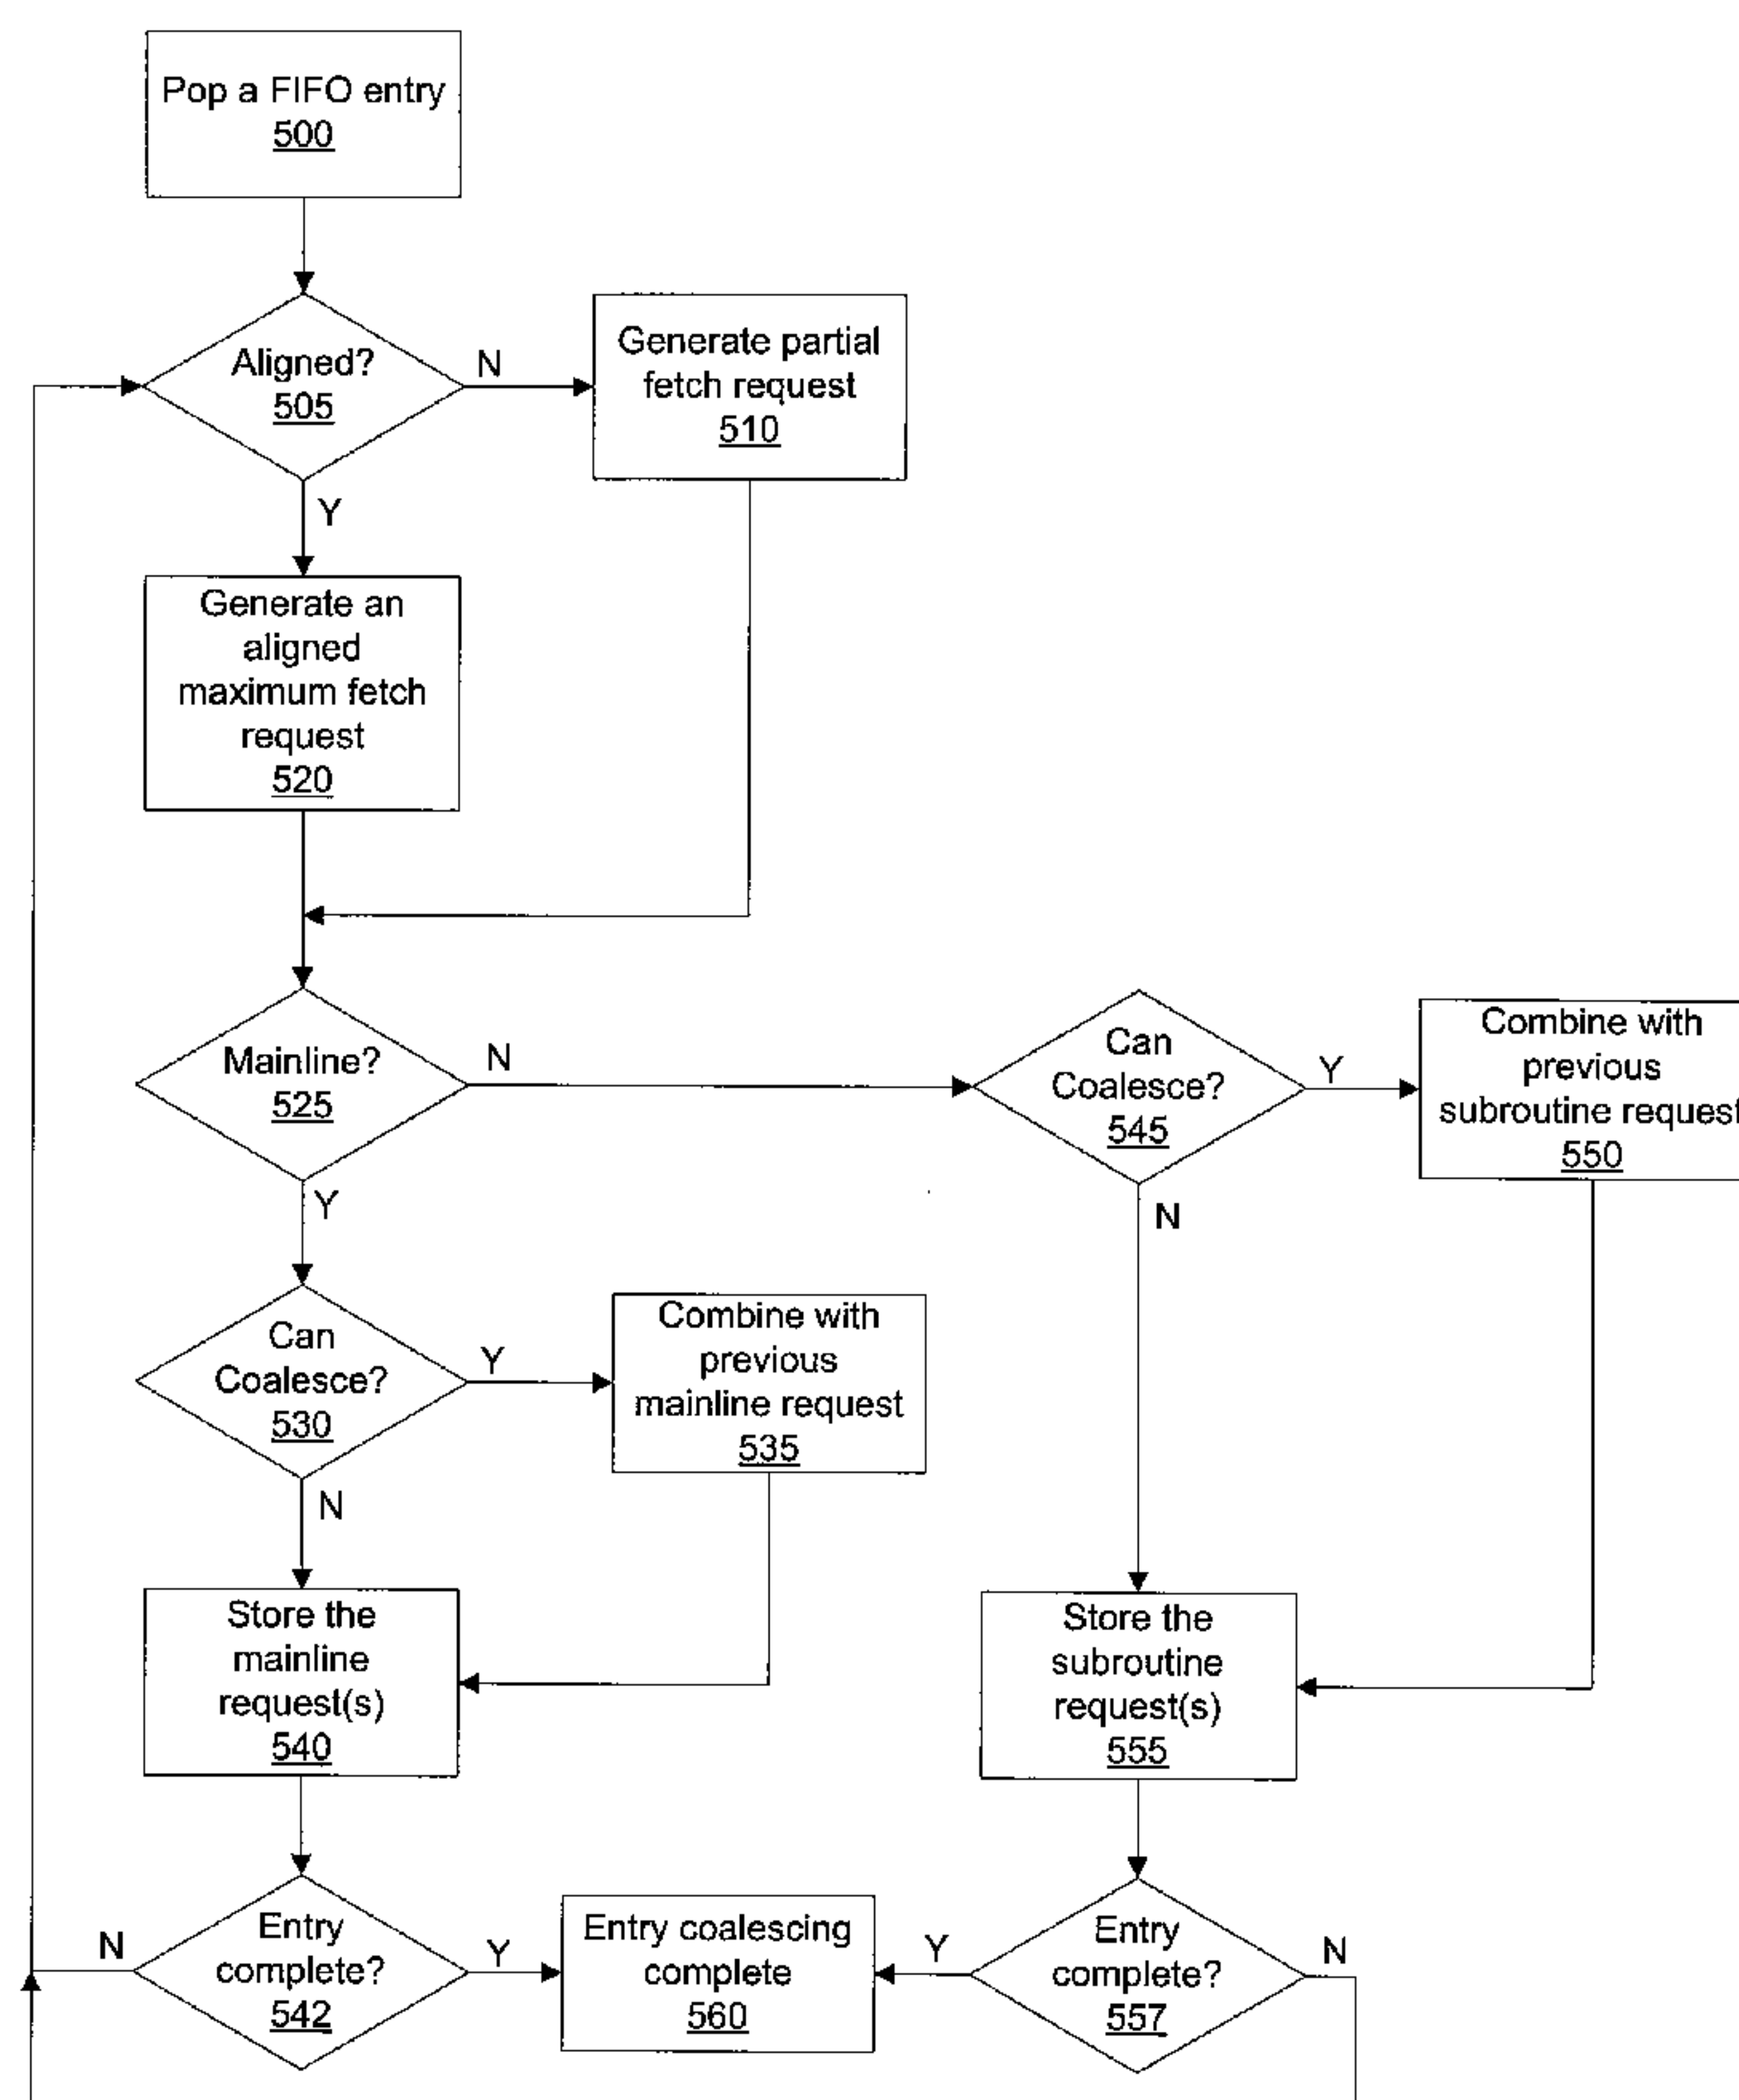 Pop a FIFO entry
500
Aligned?
505
N
Generate partial
fetch request
510
Y
Generate an
aligned
maximum fetch
request
520
Mainline?
525
N
Can
Coalesce?
545
Y
Combine with
previous
subroutine request
550
Y
N
Can
Coalesce?
530
Y
Combine with
previous
mainline request
535
N
Store the
mainline
request(s)
540
Store the
subroutine
request(s)
555
N
Entry
complete?
542
Y
Entry coalescing
complete
560
Y
Entry
complete?
557
N